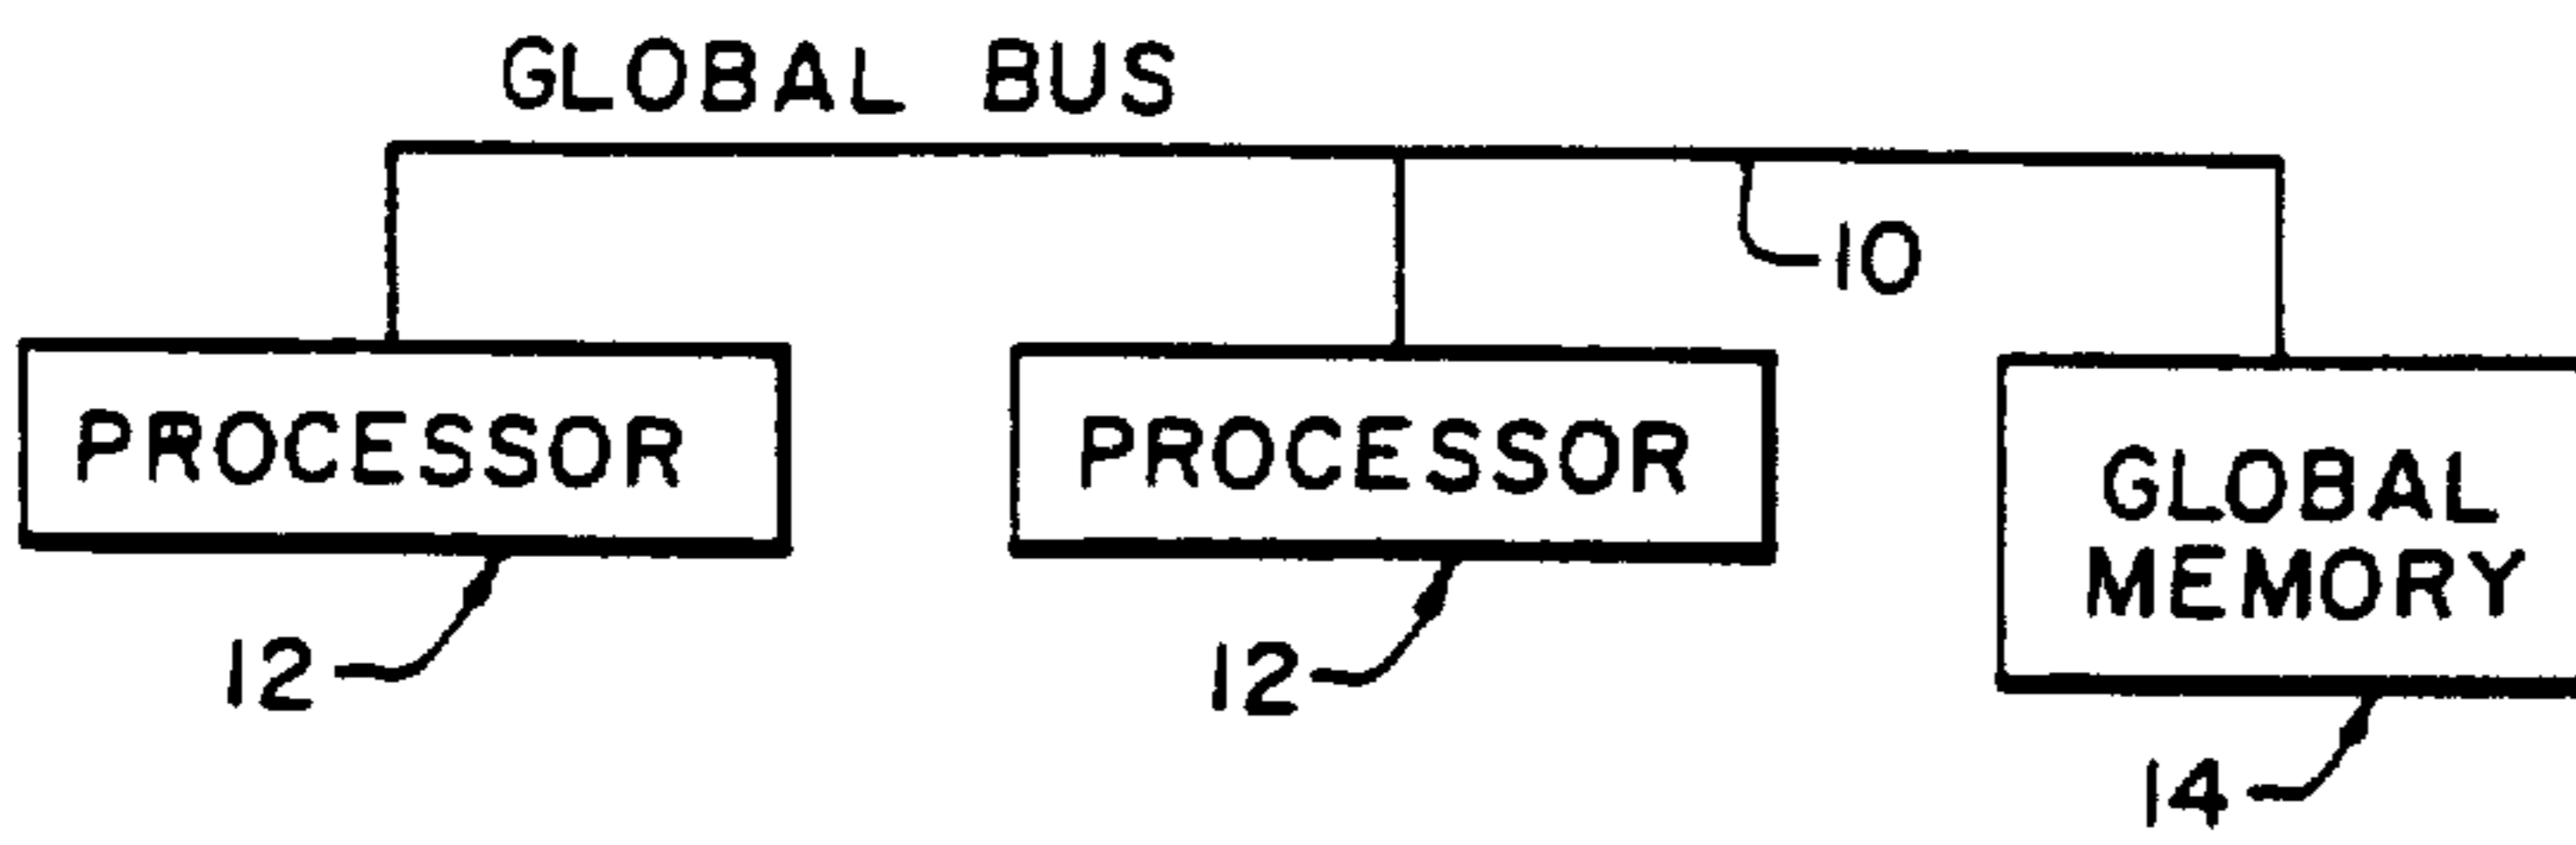 GLOBAL BUS
10
PROCESSOR
PROCESSOR
GLOBAL
MEMORY
12
12
14